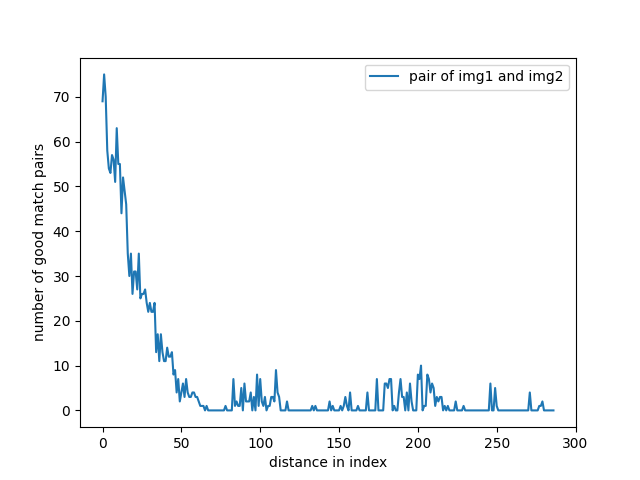 pair of img1 and img2
number of good match pairs
70
60
50
40
30
20
10
0
0 50 100 150 200 250 300
distance in index